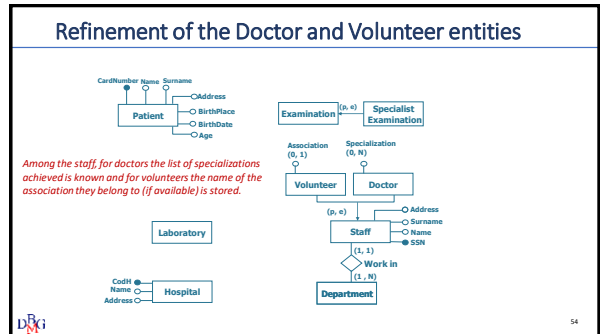 Refinement of the Doctor and Volunteer entities
CardNumber Name Surname
Address
Patient
BirthPlace
BirthDate
Age
Examination
(p, e)
Specialist
Examination
Among the staff, for doctors the list of specializations
achieved is known and for volunteers the name of the
association they belong to (if available) is stored.
Association
(0, 1)
Specialization
(0, N)
Volunteer
Doctor
(p, e)
Address
Surname
Name
SSN
Staff
Laboratory
(1, 1)
Work in
(1 , N)
Department
CodH
Name
Address
Hospital
DBMG
54